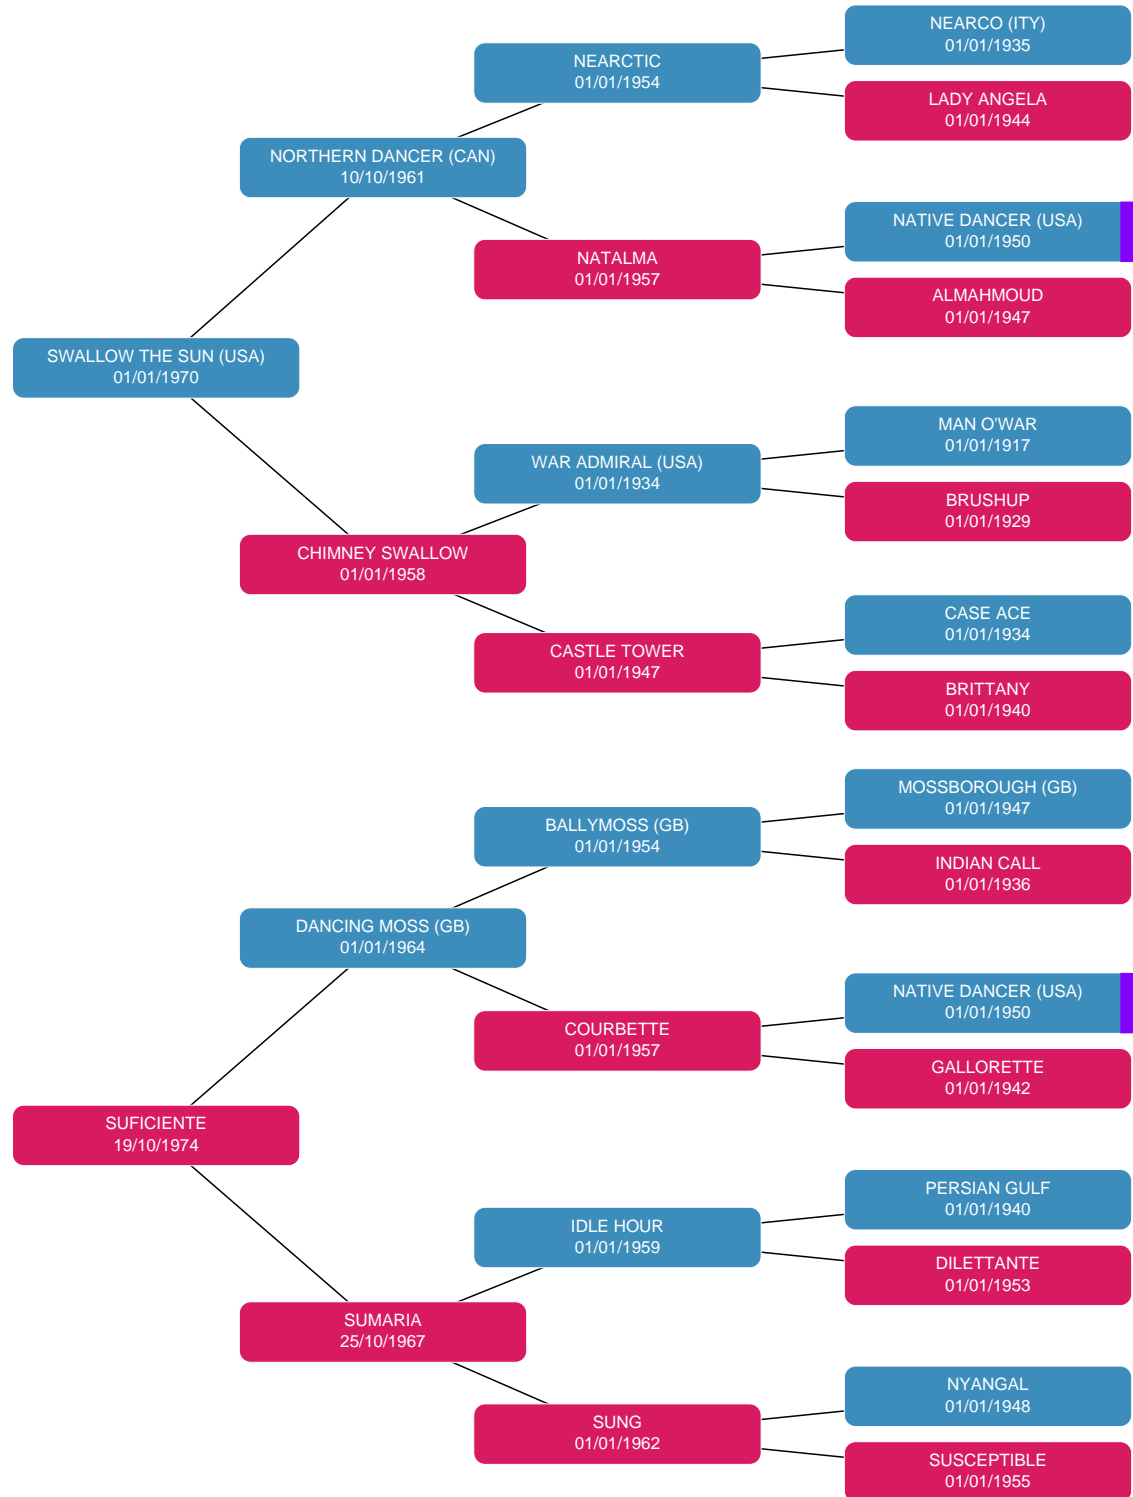 NEARCO (ITY)
01/01/1935
NEARCTIC
01/01/1954
LADY ANGELA
01/01/1944
NORTHERN DANCER (CAN)
10/10/1961
NATIVE DANCER (USA)
01/01/1950
NATALMA
01/01/1957
ALMAHMOUD
01/01/1947
SWALLOW THE SUN (USA)
01/01/1970
MAN O'WAR
01/01/1917
WAR ADMIRAL (USA)
01/01/1934
BRUSHUP
01/01/1929
CHIMNEY SWALLOW
01/01/1958
CASE ACE
01/01/1934
CASTLE TOWER
01/01/1947
BRITTANY
01/01/1940
MOSSBOROUGH (GB)
01/01/1947
BALLYMOSS (GB)
01/01/1954
INDIAN CALL
01/01/1936
DANCING MOSS (GB)
01/01/1964
NATIVE DANCER (USA)
01/01/1950
COURBETTE
01/01/1957
GALLORETTE
01/01/1942
SUFICIENTE
19/10/1974
PERSIAN GULF
01/01/1940
IDLE HOUR
01/01/1959
DILETTANTE
01/01/1953
SUMARIA
25/10/1967
NYANGAL
01/01/1948
SUNG
01/01/1962
SUSCEPTIBLE
01/01/1955